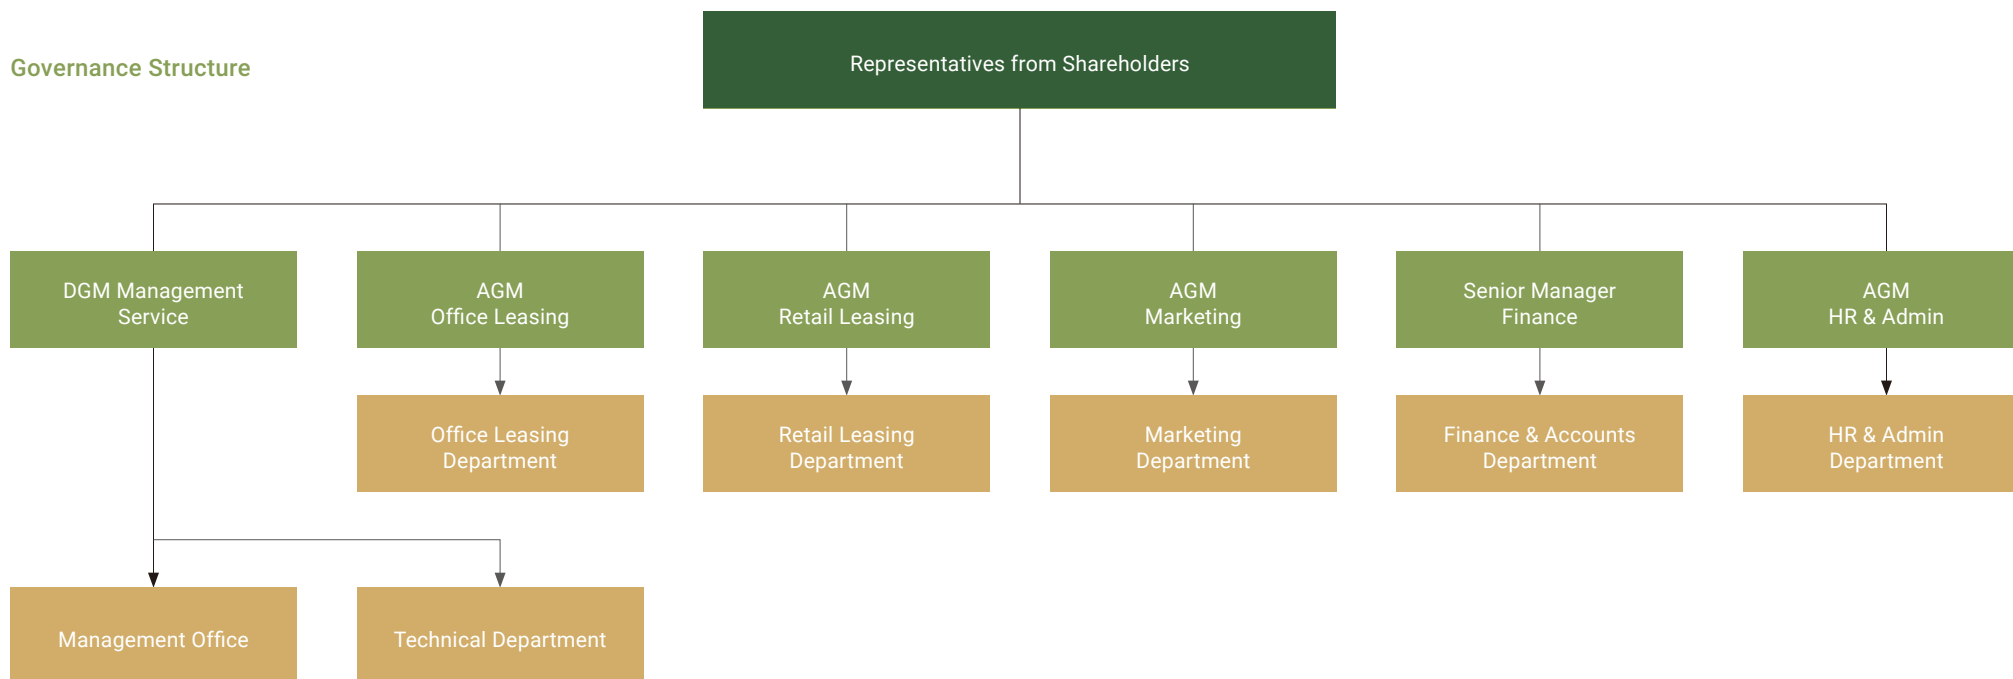 Governance Structure
Representatives from Shareholders
DGM Management
Service
AGM
Office Leasing
AGM
Retail Leasing
AGM
Marketing
Senior Manager
Finance
AGM
HR & Admin
Office Leasing
Department
Retail Leasing
Department
Marketing
Department
Finance & Accounts
Department
HR & Admin
Department
Management Office
Technical Department